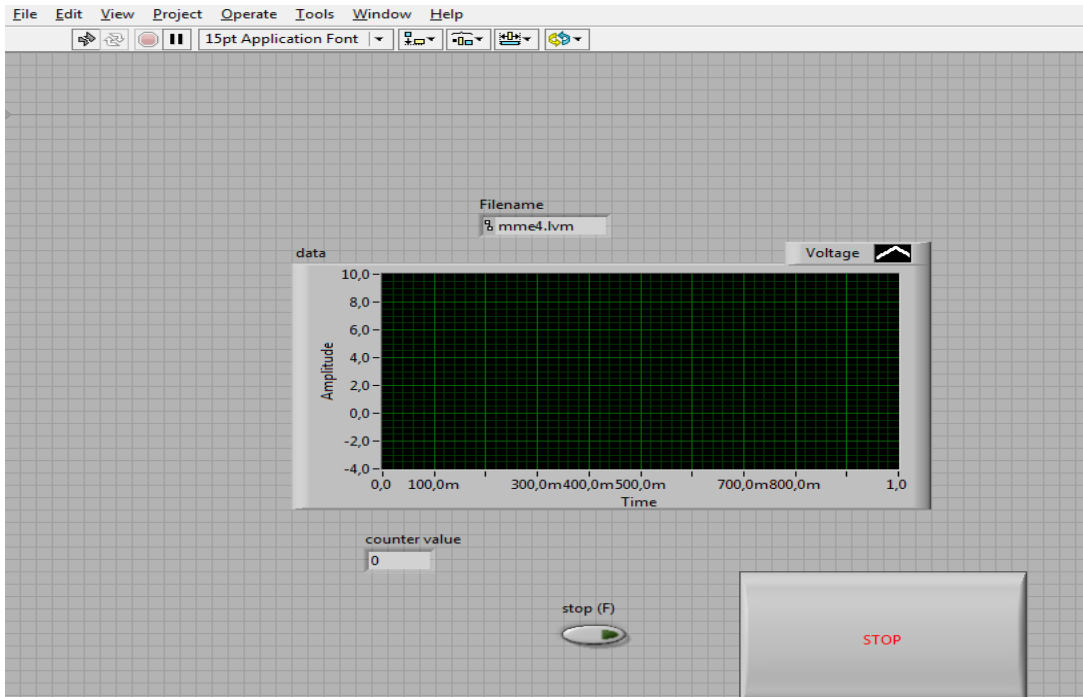 File Edit View Project Operate Tools Window Help
15pt Application Font
Filename
mme4.lvm
data
Voltage
10,0
8,0
6,0
4,0
2,0
0,0
-2,0
-4,0
Amplitude
0,0 100,0m 300,0m 400,0m 500,0m 700,0m 800,0m 1,0
Time
counter value
0
stop (F)
STOP